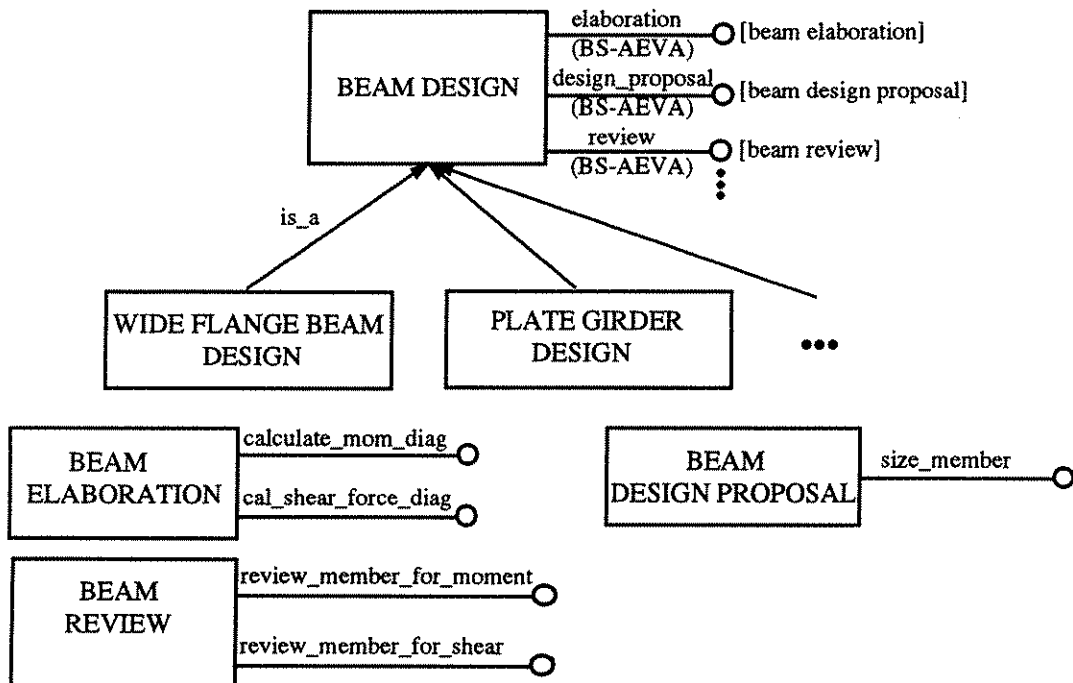 elaboration
(BS-AEVA)
[beam elaboration]
BEAM DESIGN
design_proposal
(BS-AEVA)
[beam design proposal]
review
(BS-AEVA)
[beam review]
is_a
WIDE FLANGE BEAM
DESIGN
PLATE GIRDER
DESIGN
BEAM
ELABORATION
calculate_mom_diag
cal_shear_force_diag
BEAM
DESIGN PROPOSAL
size_member
BEAM
REVIEW
review_member_for_moment
review_member_for_shear